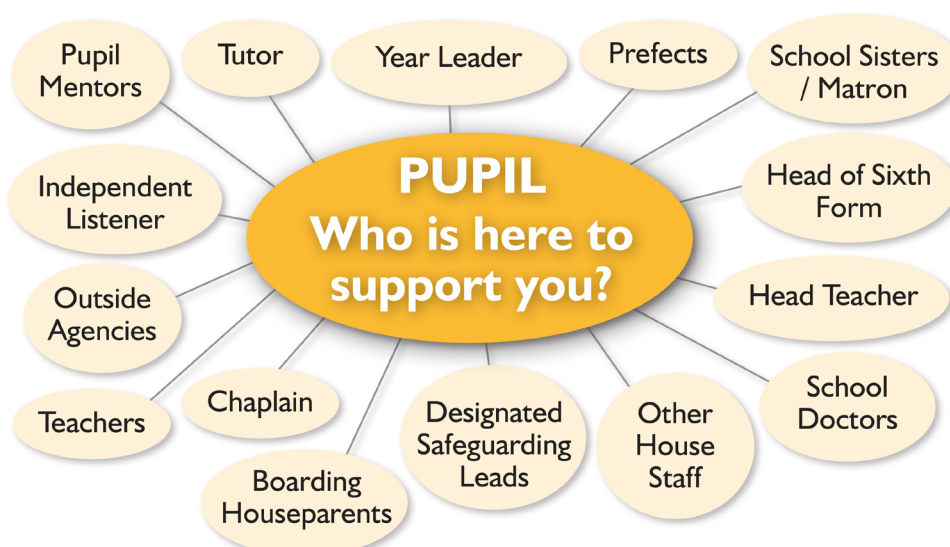 Pupil
Mentors
Tutor
Year Leader
Prefects
School Sisters
/ Matron
Independent
Listener
PUPIL
Who is here to
support you?
Head of Sixth
Form
Outside
Agencies
Head Teacher
Teachers
Chaplain
Boarding
Houseparents
Designated
Safeguarding
Leads
Other
House
Staff
School
Doctors